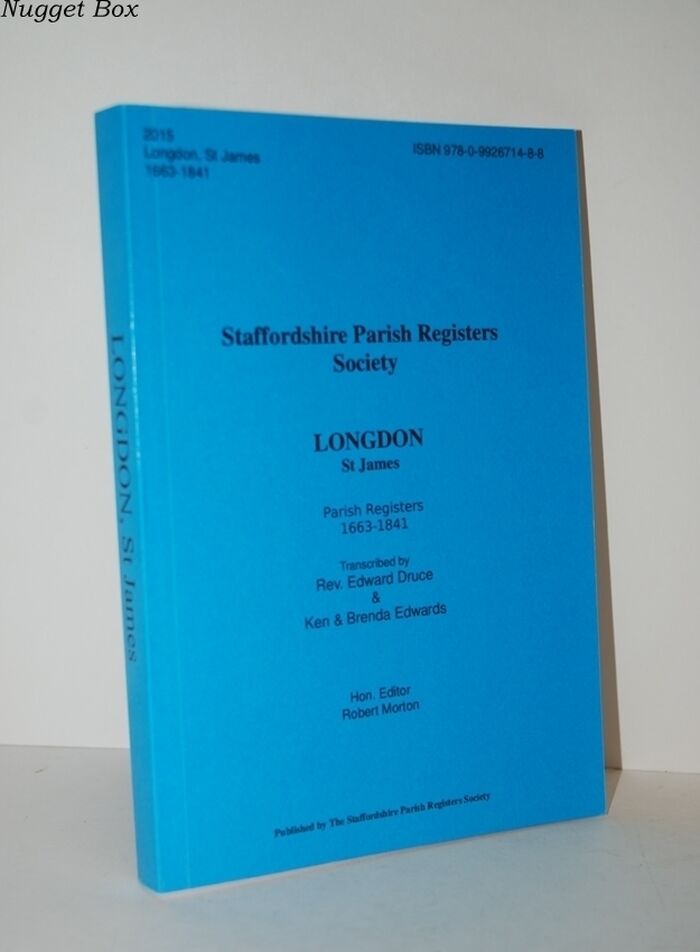 Nugget Box
2015
Longdon, St James
1663-1841
ISBN 978-0-9926714-8-8
Staffordshire Parish Registers
Society
LONGDON
St James
Parish Registers
1663-1841
Transcribed by
Rev. Edward Druce
&
Ken & Brenda Edwards
Hon. Editor
Robert Morton
Published by The Staffordshire Parish Registers Society
LONGDON, St James